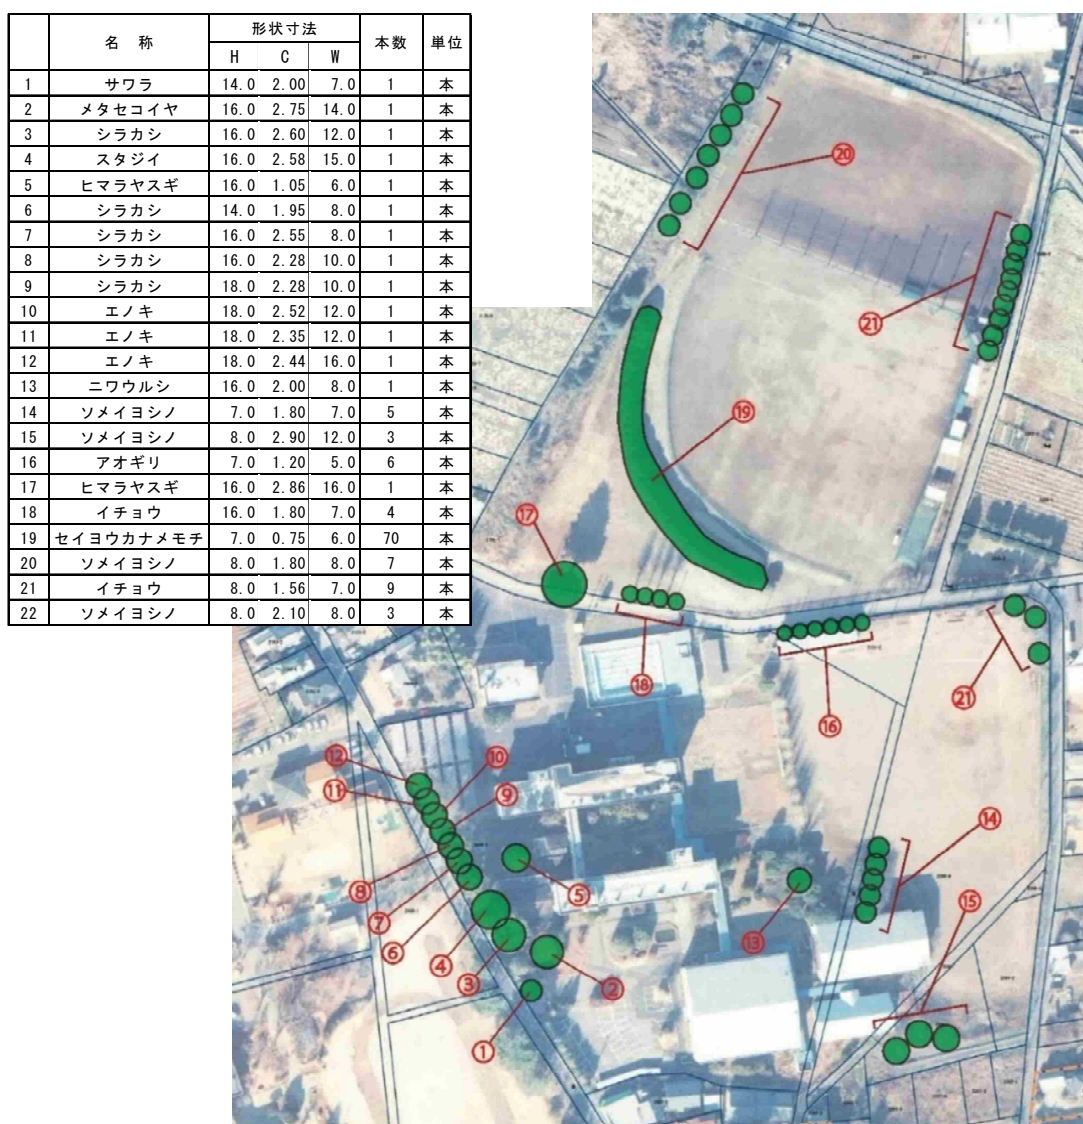 名 称 形状寸法 本数 単位
H C W
1 サワラ 14.0 2.00 7.0 1 本
2 メタセコイヤ 16.0 2.75 14.0 1 本
3 シラカシ 16.0 2.60 12.0 1 本
4 スタジイ 16.0 2.58 15.0 1 本
5 ヒマラヤスギ 16.0 1.05 6.0 1 本
6 シラカシ 14.0 1.95 8.0 1 本
7 シラカシ 16.0 2.55 8.0 1 本
8 シラカシ 16.0 2.28 10.0 1 本
9 シラカシ 18.0 2.28 10.0 1 本
10 エノキ 18.0 2.52 12.0 1 本
11 エノキ 18.0 2.35 12.0 1 本
12 エノキ 18.0 2.44 16.0 1 本
13 ニワウルシ 16.0 2.00 8.0 1 本
14 ソメイヨシノ 7.0 1.80 7.0 5 本
15 ソメイヨシノ 8.0 2.90 12.0 3 本
16 アオギリ 7.0 1.20 5.0 6 本
17 ヒマラヤスギ 16.0 2.86 16.0 1 本
18 イチョウ 16.0 1.80 7.0 4 本
19 セイヨウカナメモチ 7.0 0.75 6.0 70 本
20 ソメイヨシノ 8.0 1.80 8.0 7 本
21 イチョウ 8.0 1.56 7.0 9 本
22 ソメイヨシノ 8.0 2.10 8.0 3 本
⑳
㉑
⑲
⑰
⑱
㉑
⑯
⑫
⑩
⑪
⑨
⑭
⑧
⑤
⑮
⑦
⑬
⑥
④
③
②
①